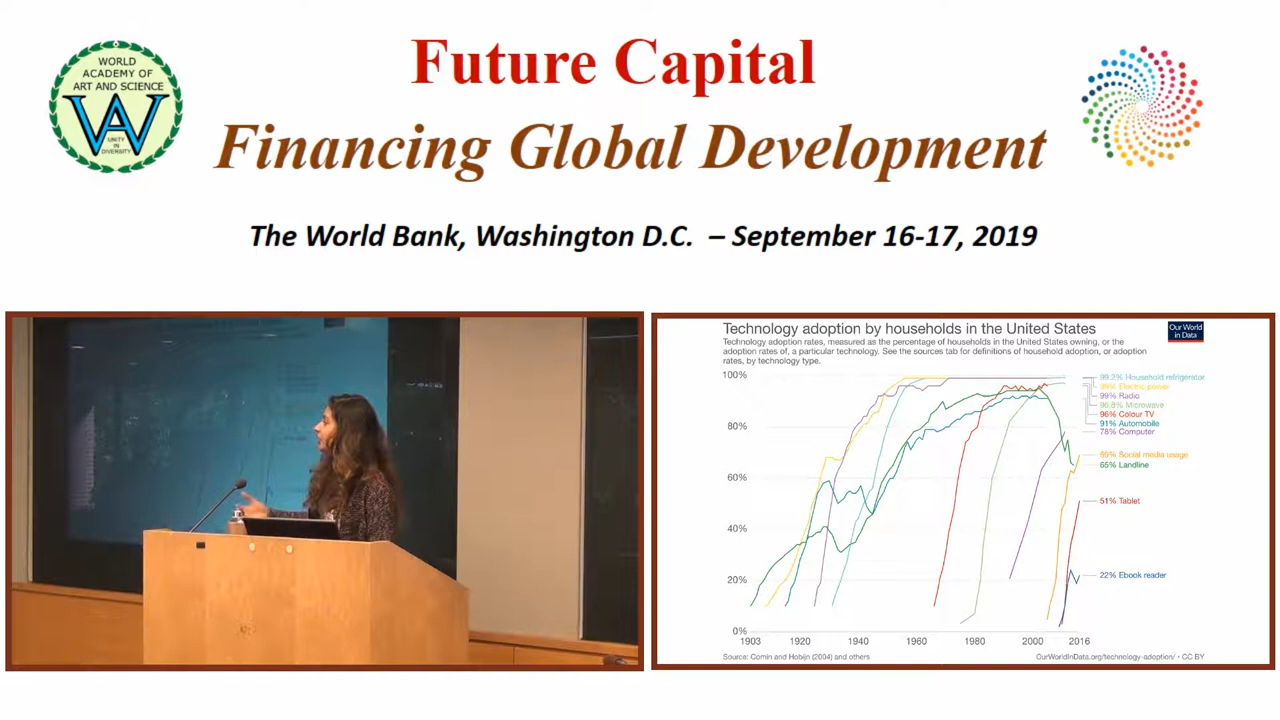 WORLD
ACADEMY OF
ART AND SCIENCE
W A
UNITY
IN
DIVERSITY
Future Capital
Financing Global Development
The World Bank, Washington D.C. – September 16-17, 2019
Technology adoption by households in the United States
Technology adoption rates, measured as the percentage of households in the United States owning, or the
adoption rates of, a particular technology. See the sources tab for definitions of household adoption, or adoption
rates, by technology type.
Our World
in Data
100%
80%
60%
40%
20%
0%
1903
1920
1940
1960
1980
2000
2016
99.2% Household refrigerator
99% Electric power
99% Radio
96.8% Microwave
96% Colour TV
91% Automobile
78% Computer
69% Social media usage
65% Landline
51% Tablet
22% Ebook reader
Source: Comin and Hobijn (2004) and others
OurWorldInData.org/technology-adoption/ • CC BY